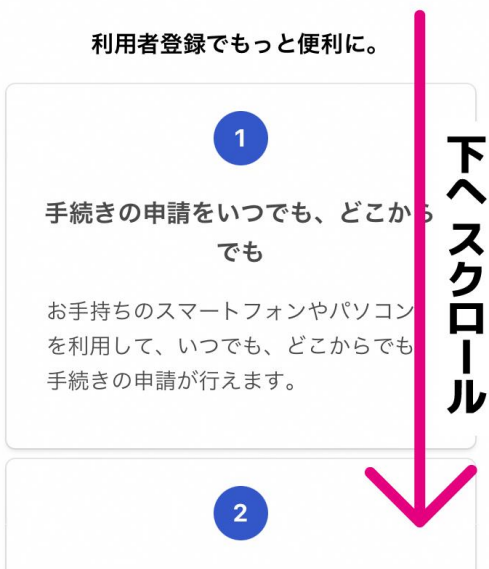 利用者登録でもっと便利に。
1
手続きの申請をいつでも、どこから
でも
お手持ちのスマートフォンやパソコン
を利用して、いつでも、どこからでも
手続きの申請が行えます。
2
下へ スクロール